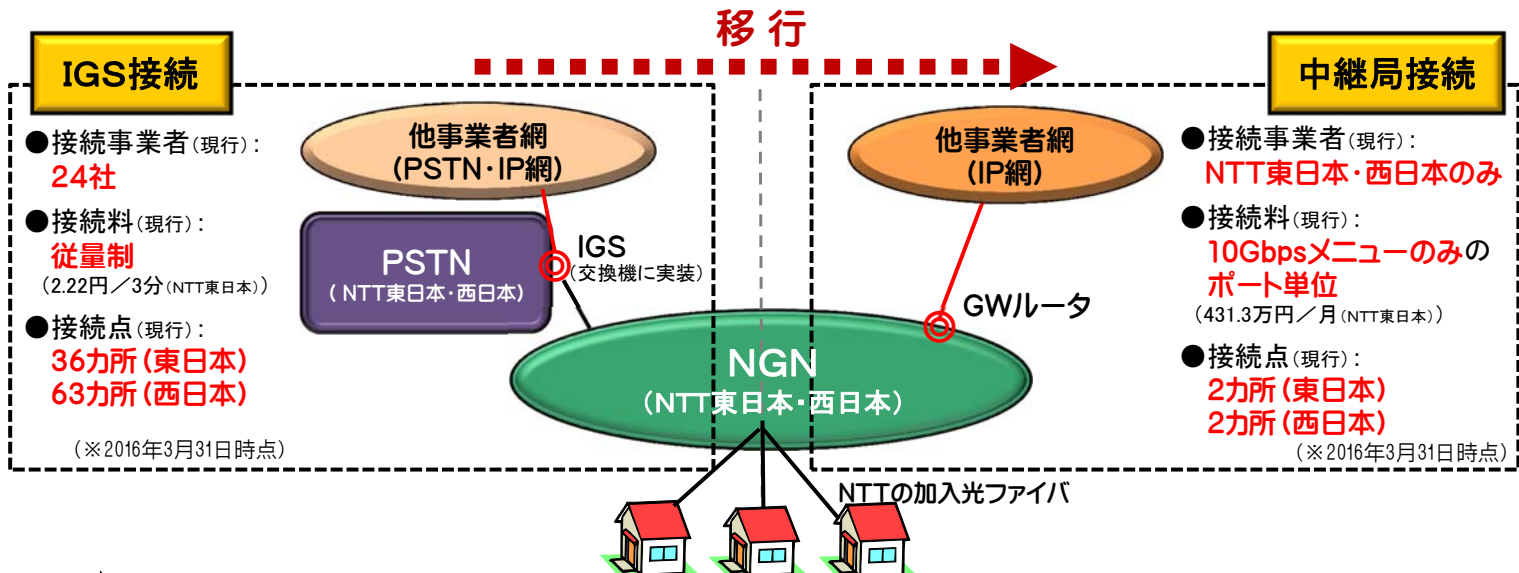 移行
IGS接続
●接続事業者(現行):
24社
●接続料(現行):
従量制
(2.22円/3分(NTT東日本))
●接続点(現行):
36カ所(東日本)
63カ所(西日本)
(※2016年3月31日時点)
他事業者網
(PSTN・IP網)
PSTN
(NTT東日本・西日本)
IGS
(交換機に実装)
NGN
(NTT東日本・西日本)
他事業者網
(IP網)
GWルータ
NTTの加入光ファイバ
中継局接続
●接続事業者(現行):
NTT東日本・西日本のみ
●接続料(現行):
10Gbpsメニューのみの
ポート単位
(431.3万円/月(NTT東日本))
●接続点(現行):
2カ所(東日本)
2カ所(西日本)
(※2016年3月31日時点)